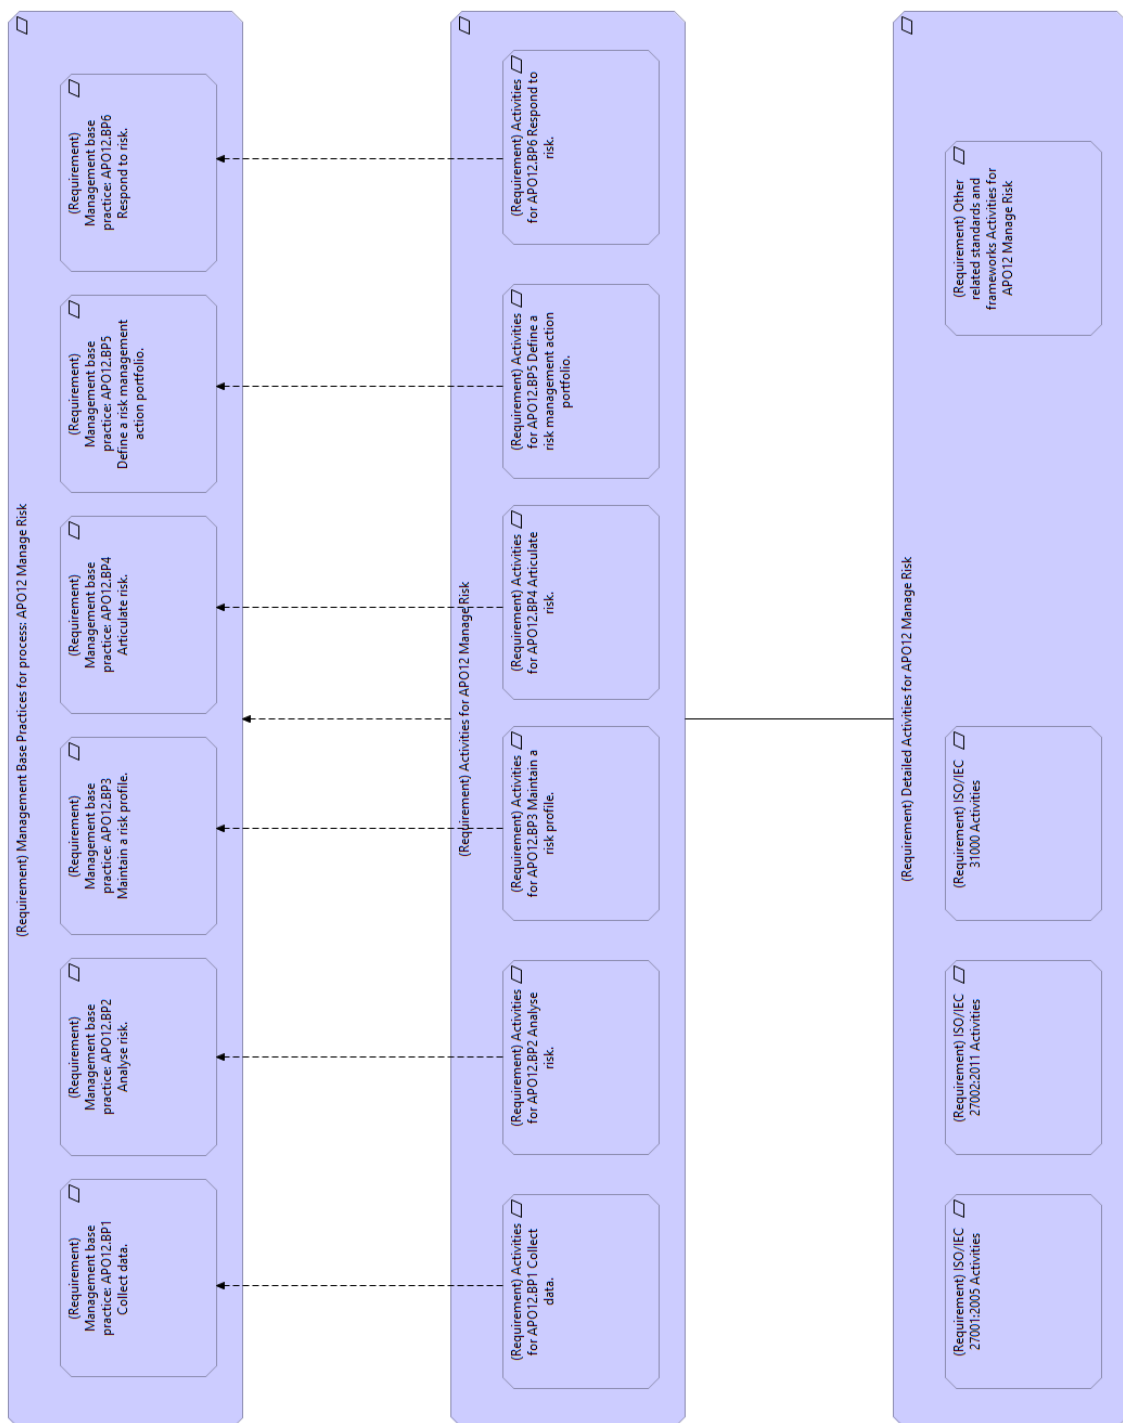 (Requirement) Management Base Practices for process: APO12 Manage Risk
(Requirement)
Management base
practice: APO12.BP1
Collect data.
(Requirement)
Management base
practice: APO12.BP2
Analyse risk.
(Requirement)
Management base
practice: APO12.BP3
Maintain a risk profile.
(Requirement)
Management base
practice: APO12.BP4
Articulate risk.
(Requirement)
Management base
practice: APO12.BP5
Define a risk management
action portfolio.
(Requirement)
Management base
practice: APO12.BP6
Respond to risk.
(Requirement) Activities for APO12 Manage Risk
(Requirement) Activities
for APO12.BP1 Collect
data.
(Requirement) Activities
for APO12.BP2 Analyse
risk.
(Requirement) Activities
for APO12.BP3 Maintain a
risk profile.
(Requirement) Activities
for APO12.BP4 Articulate
risk.
(Requirement) Activities
for APO12.BP5 Define a
risk management action
portfolio.
(Requirement) Activities
for APO12.BP6 Respond to
risk.
(Requirement) Detailed Activities for APO12 Manage Risk
(Requirement) ISO/IEC
27001:2005 Activities
(Requirement) ISO/IEC
27002:2011 Activities
(Requirement) ISO/IEC
31000 Activities
(Requirement) Other
related standards and
frameworks Activities for
APO12 Manage Risk